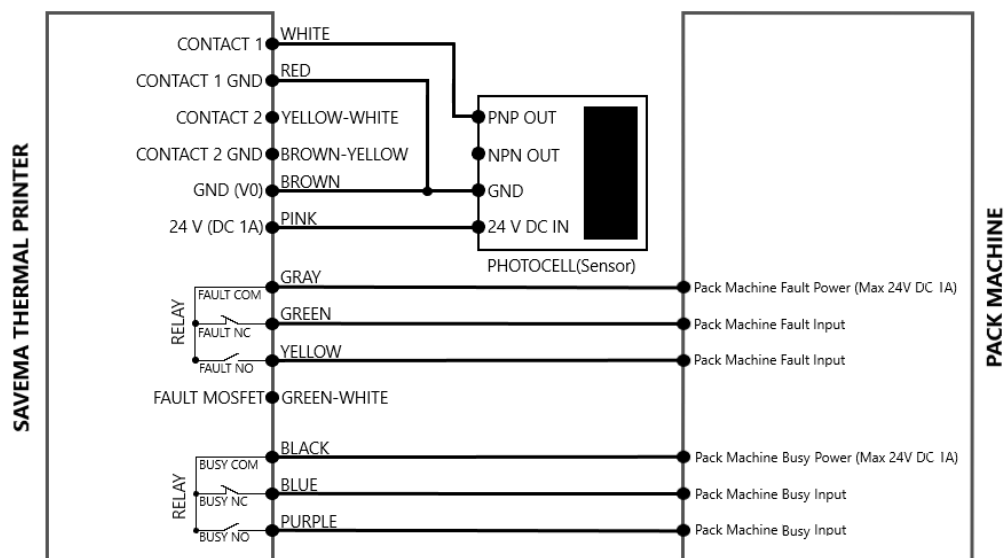 SAVEMA THERMAL PRINTER
CONTACT 1 WHITE
CONTACT 1 GND RED
CONTACT 2 YELLOW-WHITE
CONTACT 2 GND BROWN-YELLOW
GND (V0) BROWN
24 V (DC 1A) PINK
PNP OUT
NPN OUT
GND
24 V DC IN
PHOTOCELL(Sensor)
RELAY
FAULT COM GRAY Pack Machine Fault Power (Max 24V DC 1A)
FAULT NC GREEN Pack Machine Fault Input
FAULT NO YELLOW Pack Machine Fault Input
FAULT MOSFET GREEN-WHITE
RELAY
BUSY COM BLACK Pack Machine Busy Power (Max 24V DC 1A)
BUSY NC BLUE Pack Machine Busy Input
BUSY NO PURPLE Pack Machine Busy Input
PACK MACHINE